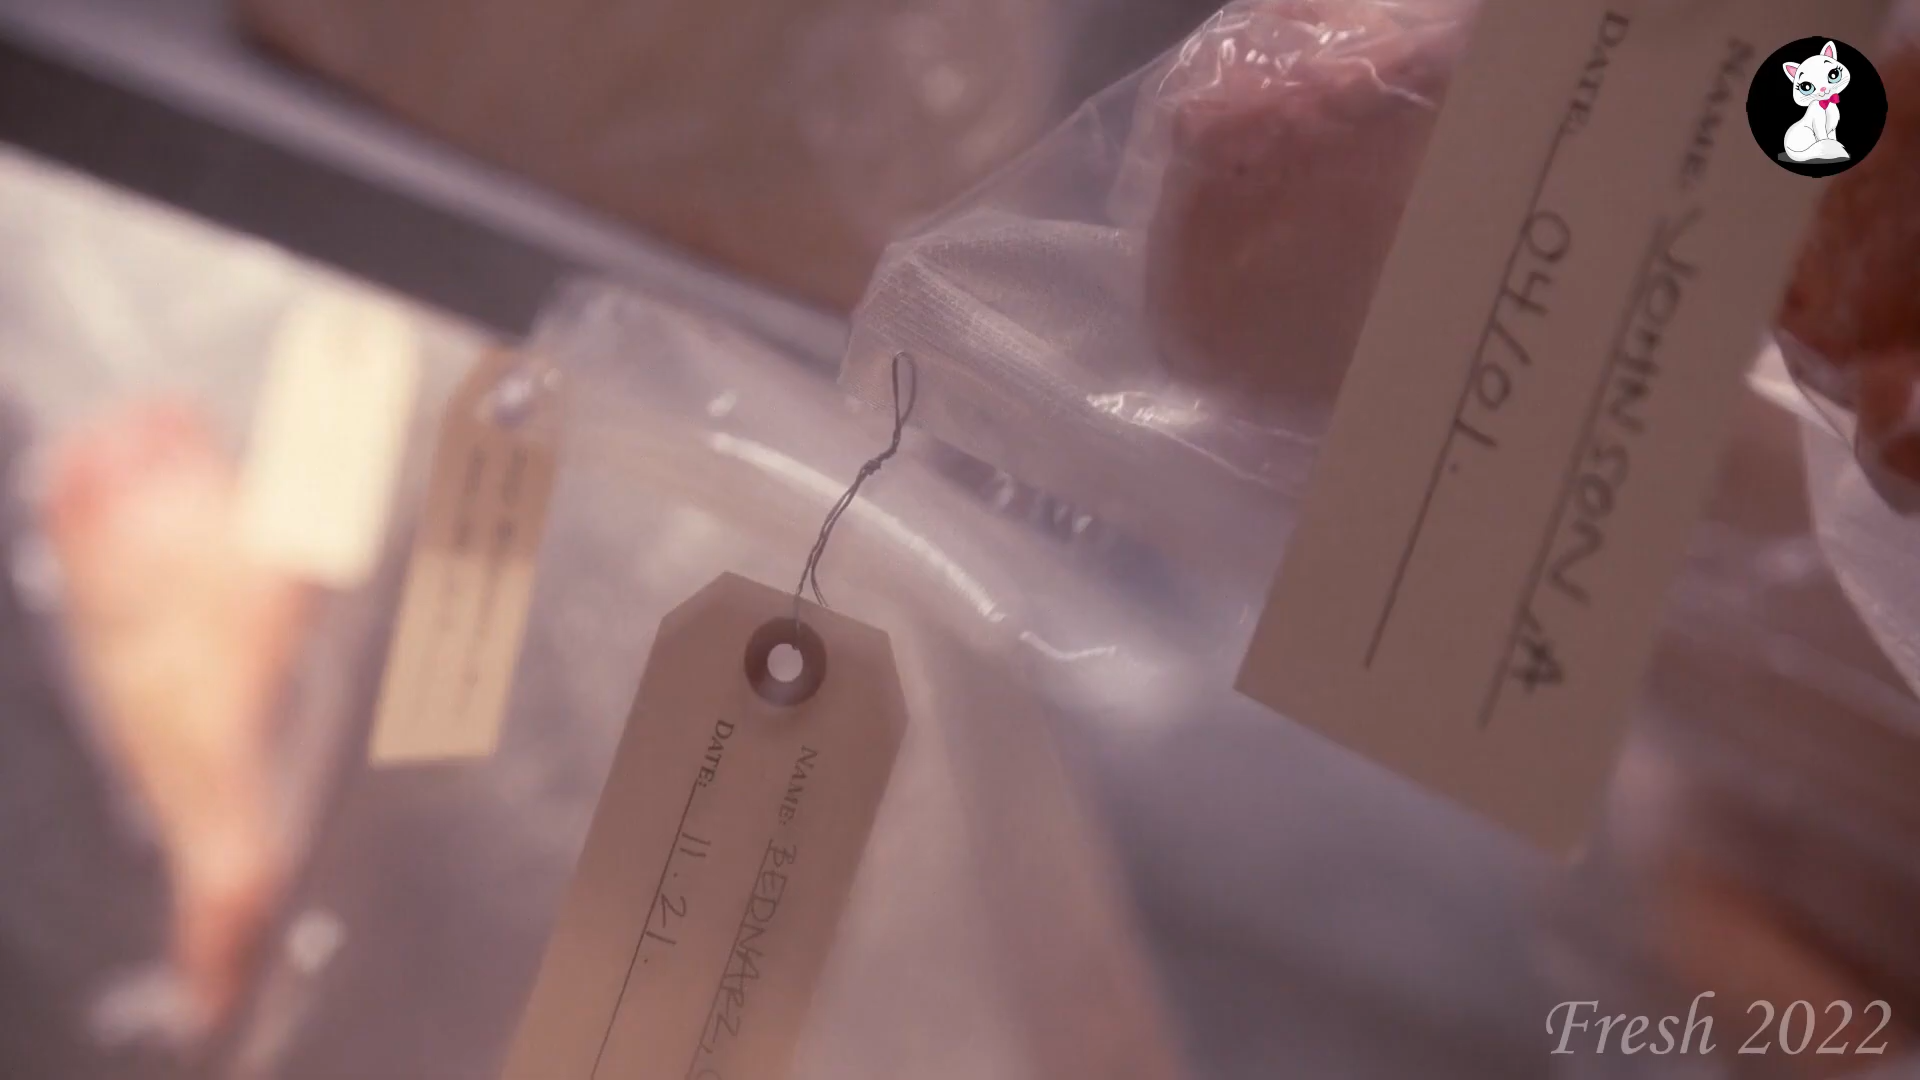 DATE: 11.21.
NAME: BEDNARZ, C
DATE: 04/01.
NAME: JOHNSON, A
Fresh 2022